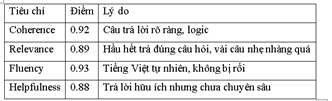 Tiêu chí Điểm Lý do
Coherence 0.92 Câu trả lời rõ ràng, logic
Relevance 0.89 Hầu hết trả đúng câu hỏi, vài câu nhẹ nhàng quá
Fluency 0.93 Tiếng Việt tự nhiên, không bị rối
Helpfulness 0.88 Trả lời hữu ích nhưng chưa chuyên sâu